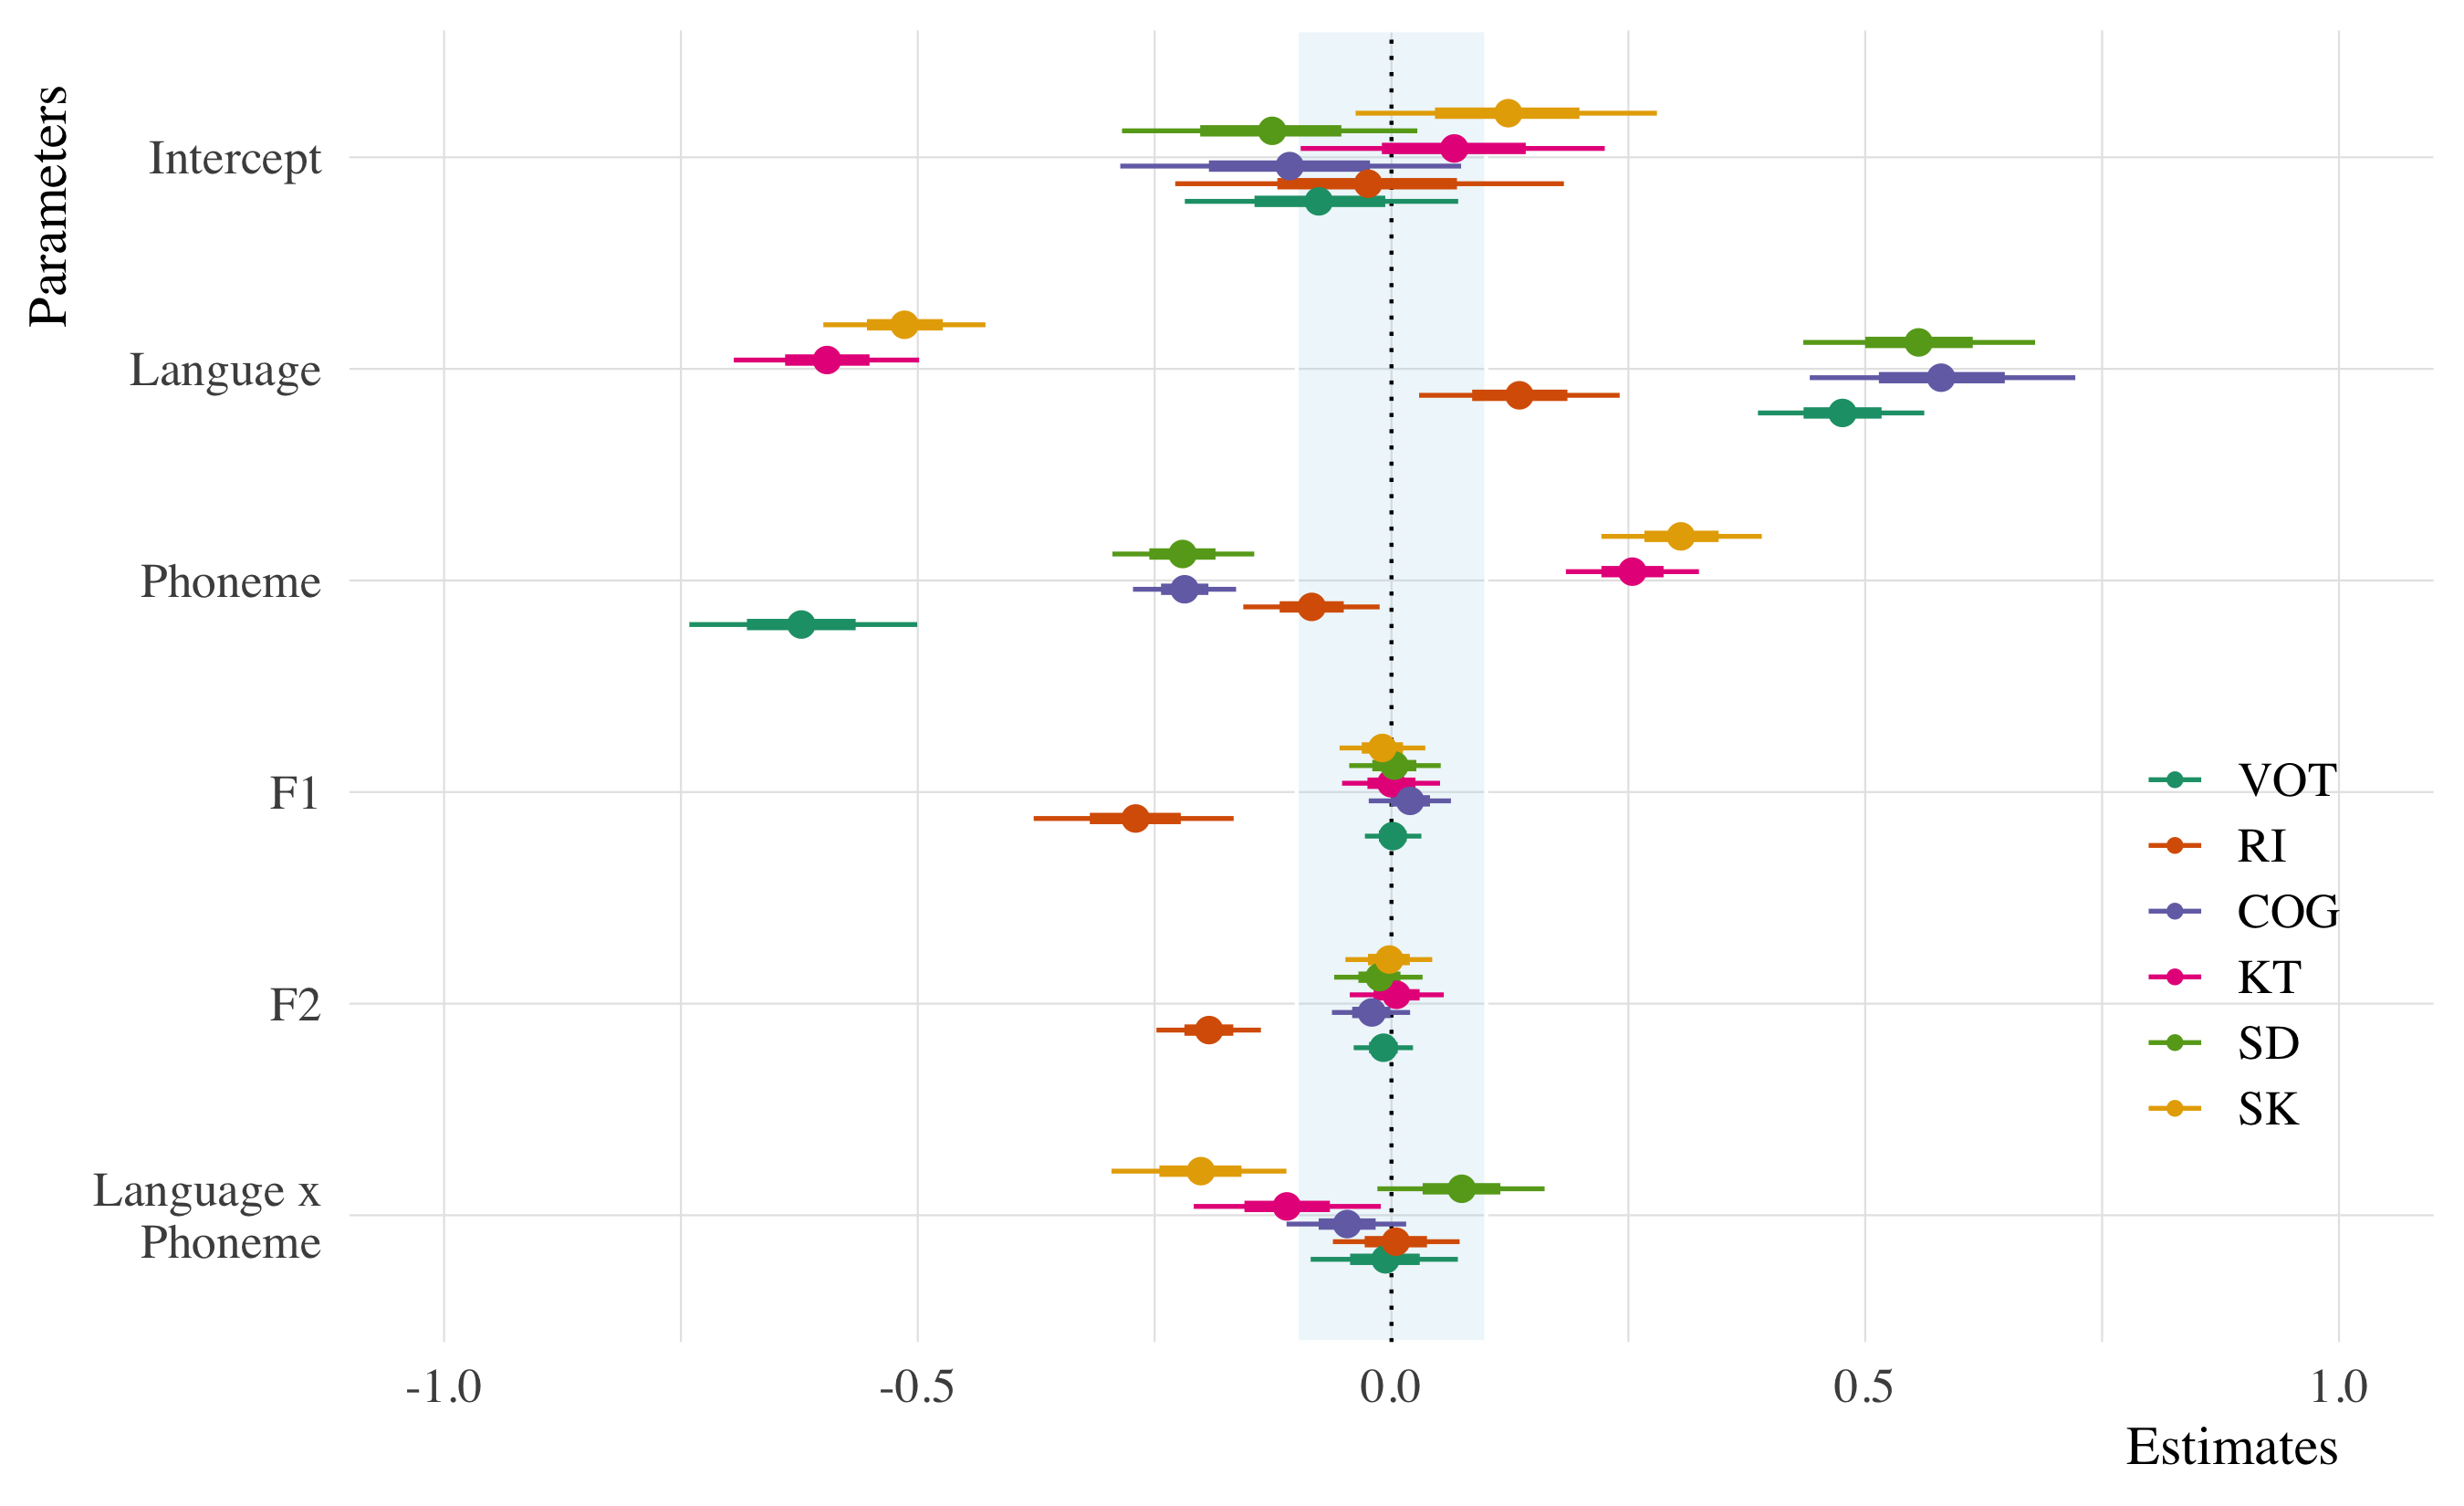 Parameters
Intercept
Language
Phoneme
F1
F2
Language x
Phoneme
VOT
RI
COG
KT
SD
SK
-1.0
-0.5
0.0
0.5
1.0
Estimates